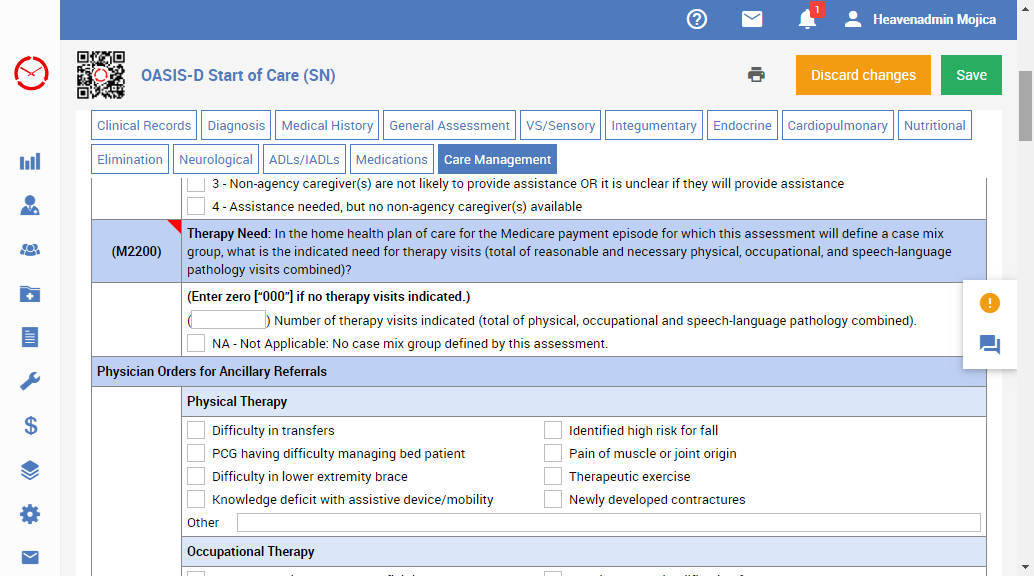 1
Heavenadmin Mojica
OASIS-D Start of Care (SN)
Discard changes
Save
Clinical Records
Diagnosis
Medical History
General Assessment
VS/Sensory
Integumentary
Endocrine
Cardiopulmonary
Nutritional
Elimination
Neurological
ADLs/IADLs
Medications
Care Management
3 - Non-agency caregiver(s) are not likely to provide assistance OR it is unclear if they will provide assistance
4 - Assistance needed, but no non-agency caregiver(s) available
(M2200)
Therapy Need: In the home health plan of care for the Medicare payment episode for which this assessment will define a case mix
group, what is the indicated need for therapy visits (total of reasonable and necessary physical, occupational, and speech-language
pathology visits combined)?
(Enter zero ["000"] if no therapy visits indicated.)
( ) Number of therapy visits indicated (total of physical, occupational and speech-language pathology combined).
NA - Not Applicable: No case mix group defined by this assessment.
Physician Orders for Ancillary Referrals
Physical Therapy
Difficulty in transfers
Identified high risk for fall
PCG having difficulty managing bed patient
Pain of muscle or joint origin
Difficulty in lower extremity brace
Therapeutic exercise
Knowledge deficit with assistive device/mobility
Newly developed contractures
Other
Occupational Therapy